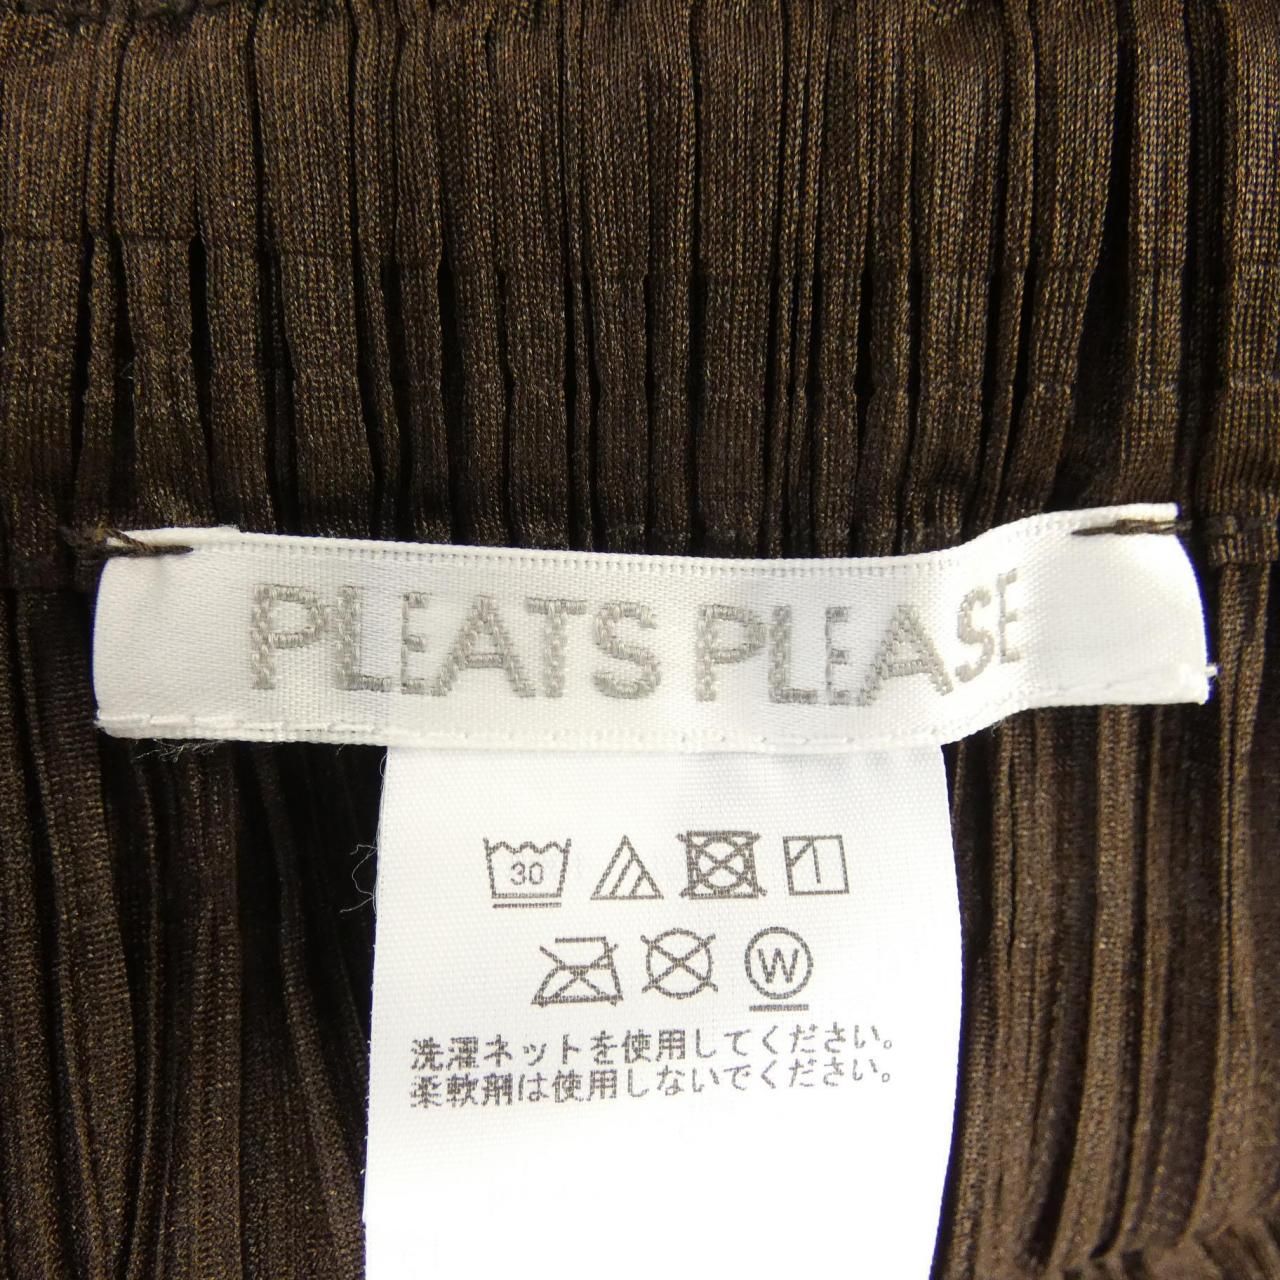 PLEATS PLEASE
30
W
洗濯ネットを使用してください。
柔軟剤は使用しないでください。